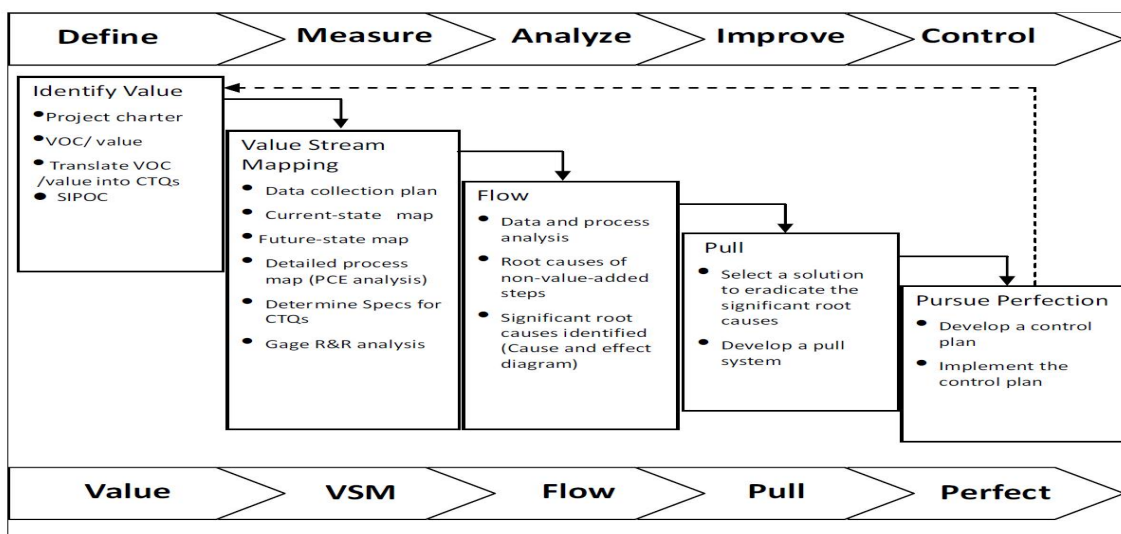 Define
Measure
Analyze
Improve
Control
Identify Value
•Project charter
•VOC/ value
• Translate VOC
/value into CTQs
• SIPOC
Value Stream
Mapping
• Data collection plan
• Current-state map
•Future-state map
• Detailed process
map (PCE analysis)
• Determine Specs for
CTQs
• Gage R&R analysis
Flow
• Data and process
analysis
• Root causes of
non-value-added
steps
• Significant root
causes identified
(Cause and effect
diagram)
Pull
• Select a solution
to eradicate the
significant root
causes
• Develop a pull
system
Pursue Perfection
• Develop a control
plan
• Implement the
control plan
Value
VSM
Flow
Pull
Perfect